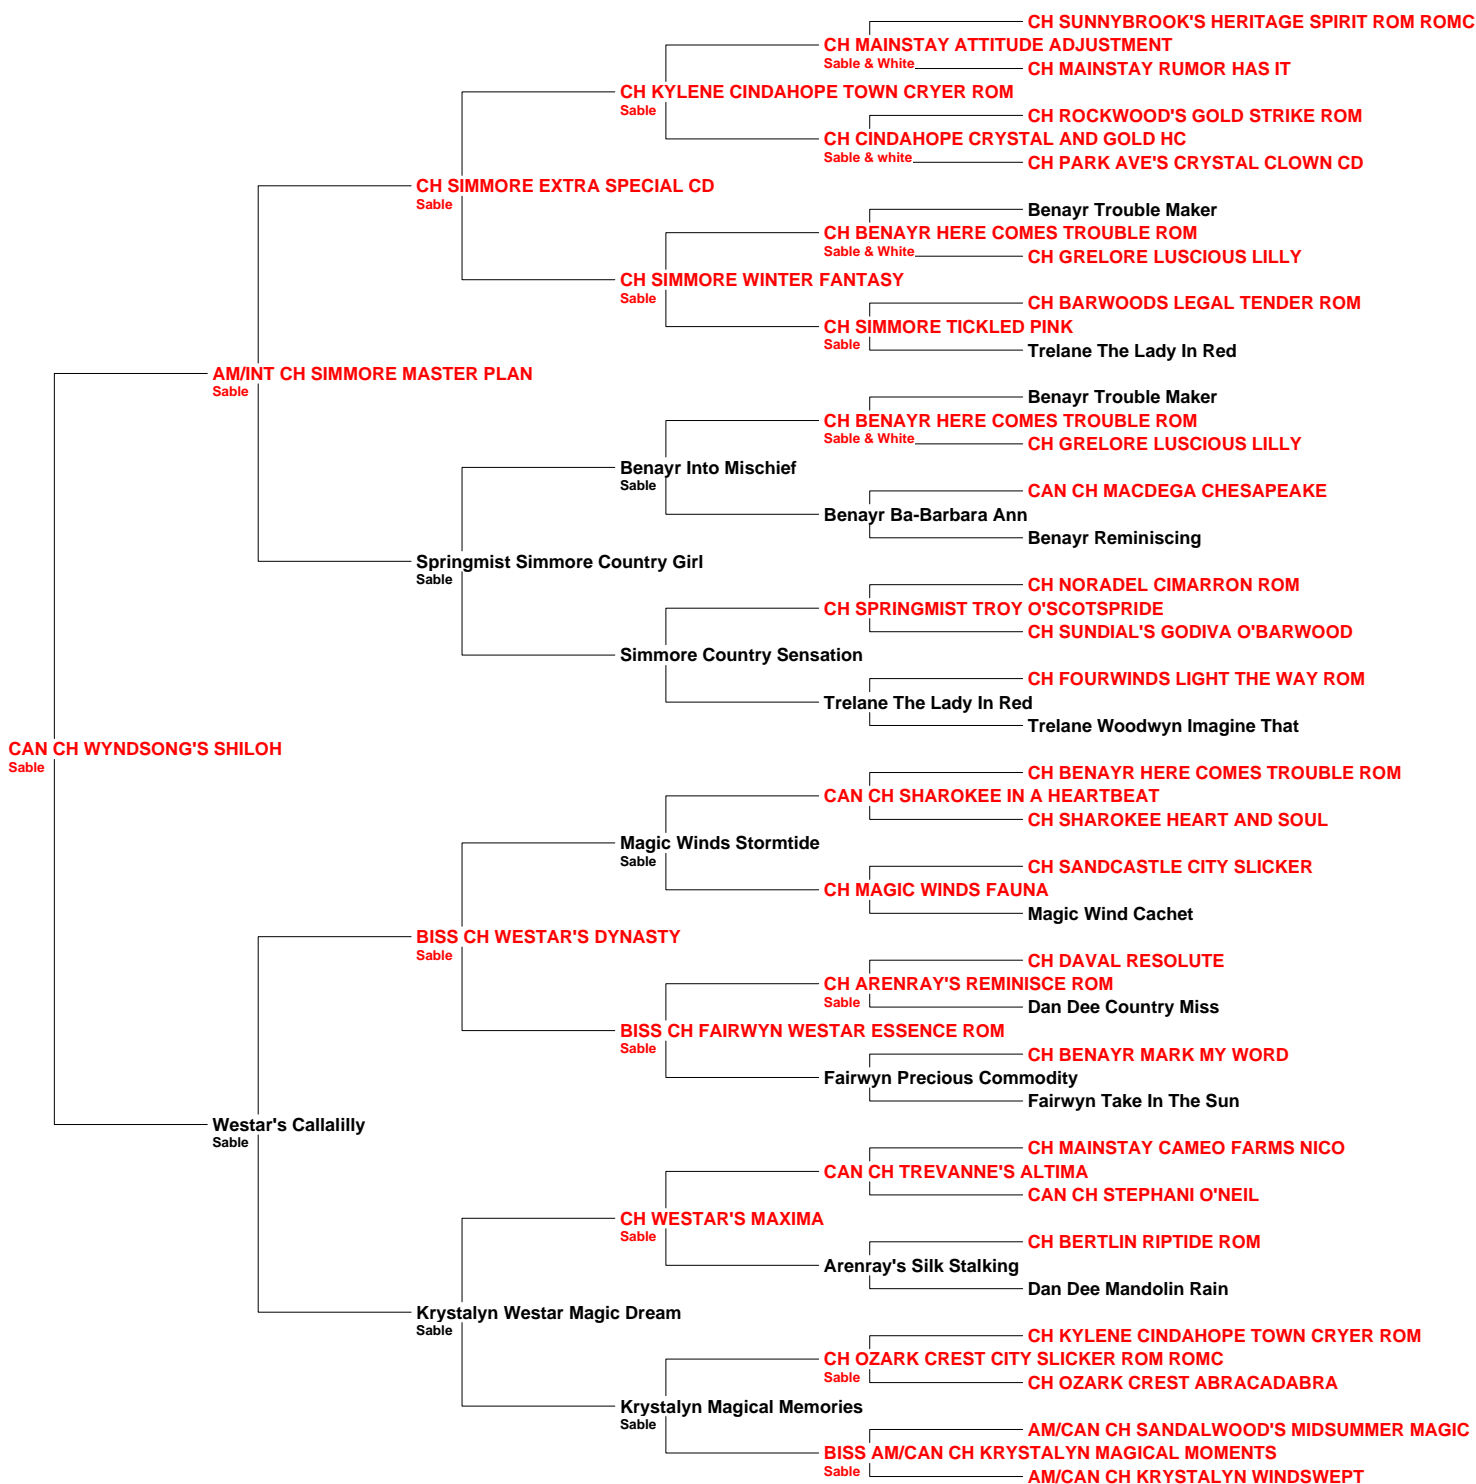 CH SUNNYBROOK'S HERITAGE SPIRIT ROM ROMC
CH MAINSTAY ATTITUDE ADJUSTMENT
Sable & White
CH MAINSTAY RUMOR HAS IT
CH KYLENE CINDAHOPE TOWN CRYER ROM
Sable
CH ROCKWOOD'S GOLD STRIKE ROM
CH CINDAHOPE CRYSTAL AND GOLD HC
Sable & white
CH PARK AVE'S CRYSTAL CLOWN CD
CH SIMMORE EXTRA SPECIAL CD
Sable
Benayr Trouble Maker
CH BENAYR HERE COMES TROUBLE ROM
Sable & White
CH GRELORE LUSCIOUS LILLY
CH SIMMORE WINTER FANTASY
Sable
CH BARWOODS LEGAL TENDER ROM
CH SIMMORE TICKLED PINK
Sable
Trelane The Lady In Red
AM/INT CH SIMMORE MASTER PLAN
Sable
Benayr Trouble Maker
CH BENAYR HERE COMES TROUBLE ROM
Sable & White
CH GRELORE LUSCIOUS LILLY
Benayr Into Mischief
Sable
CAN CH MACDEGA CHESAPEAKE
Benayr Ba-Barbara Ann
Benayr Reminiscing
Springmist Simmore Country Girl
Sable
CH NORADEL CIMARRON ROM
CH SPRINGMIST TROY O'SCOTSPRIDE
CH SUNDIAL'S GODIVA O'BARWOOD
Simmore Country Sensation
CH FOURWINDS LIGHT THE WAY ROM
Trelane The Lady In Red
Trelane Woodwyn Imagine That
CAN CH WYNDSONG'S SHILOH
Sable
CH BENAYR HERE COMES TROUBLE ROM
CAN CH SHAROKEE IN A HEARTBEAT
CH SHAROKEE HEART AND SOUL
Magic Winds Stormtide
Sable
CH SANDCASTLE CITY SLICKER
CH MAGIC WINDS FAUNA
Magic Wind Cachet
BISS CH WESTAR'S DYNASTY
Sable
CH DAVAL RESOLUTE
CH ARENRAY'S REMINISCE ROM
Sable
Dan Dee Country Miss
BISS CH FAIRWYN WESTAR ESSENCE ROM
Sable
CH BENAYR MARK MY WORD
Fairwyn Precious Commodity
Fairwyn Take In The Sun
Westar's Callalilly
Sable
CH MAINSTAY CAMEO FARMS NICO
CAN CH TREVANNE'S ALTIMA
CAN CH STEPHANI O'NEIL
CH WESTAR'S MAXIMA
Sable
CH BERTLIN RIPTIDE ROM
Arenray's Silk Stalking
Dan Dee Mandolin Rain
Krystalyn Westar Magic Dream
Sable
CH KYLENE CINDAHOPE TOWN CRYER ROM
CH OZARK CREST CITY SLICKER ROM ROMC
Sable
CH OZARK CREST ABRACADABRA
Krystalyn Magical Memories
Sable
AM/CAN CH SANDALWOOD'S MIDSUMMER MAGIC
BISS AM/CAN CH KRYSTALYN MAGICAL MOMENTS
Sable
AM/CAN CH KRYSTALYN WINDSWEPT